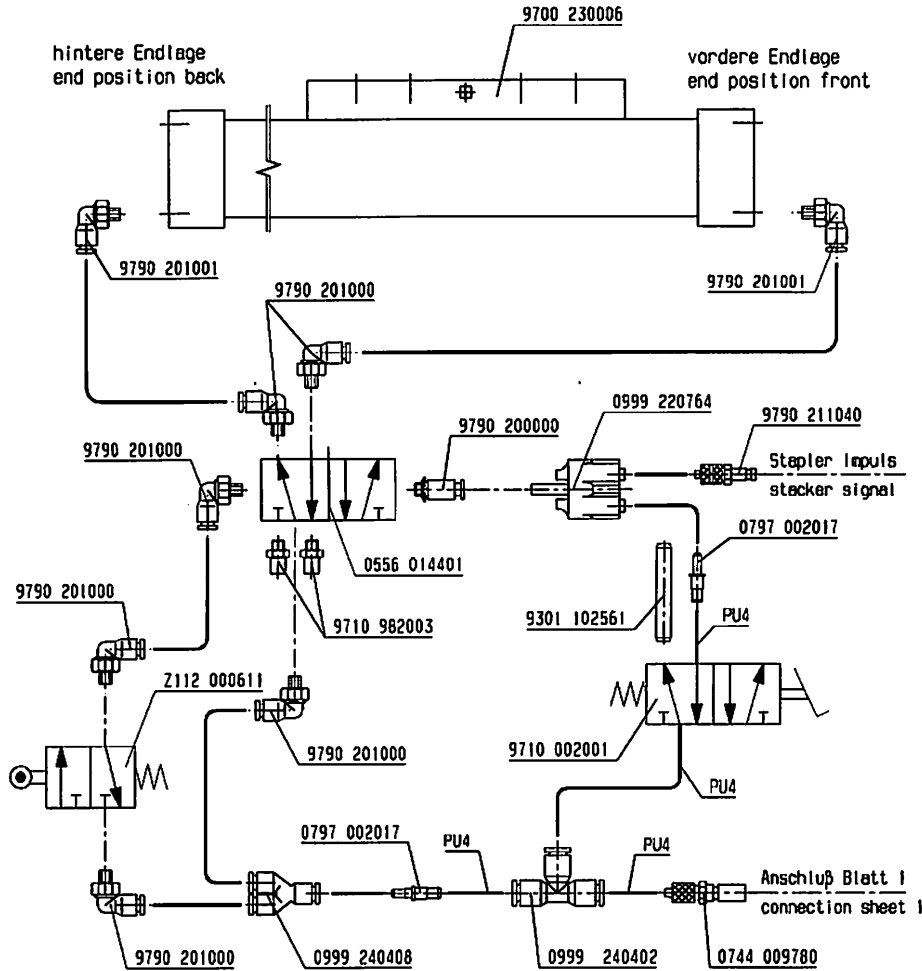 9700 230006
hintere Endlage
end position back
vordere Endlage
end position front
9790 201001
9790 201001
9790 201000
0999 220764
9790 200000
9790 211040
9790 201000
Stapler Impuls
stacker signal
0797 002017
0556 014401
9790 201000
9710 982003
9301 102561
PU4
Z112 000611
9790 201000
9710 002001
PU4
0797 002017
PU4
PU4
Anschluß Blatt 1
connection sheet 1
9790 201000
0999 240408
0999 240402
0744 009780